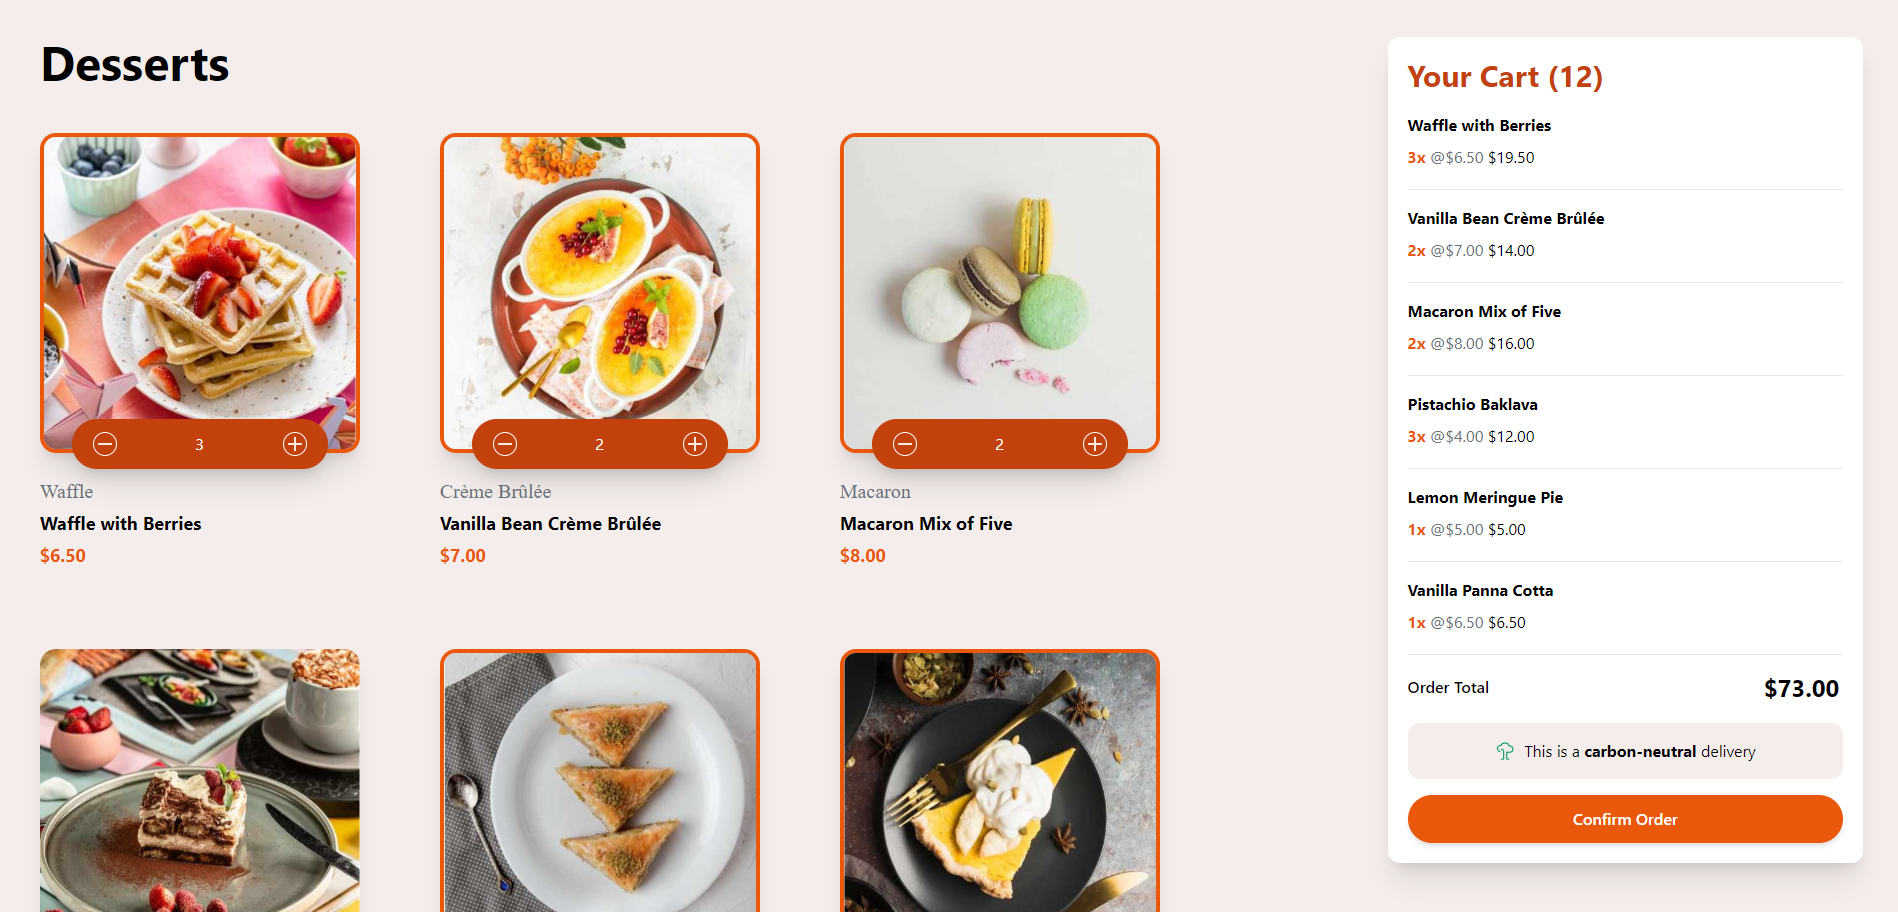 Desserts
3
Waffle
Waffle with Berries
$6.50
2
Crème Brûlée
Vanilla Bean Crème Brûlée
$7.00
2
Macaron
Macaron Mix of Five
$8.00
Your Cart (12)
Waffle with Berries
3x @$6.50 $19.50
Vanilla Bean Crème Brûlée
2x @$7.00 $14.00
Macaron Mix of Five
2x @$8.00 $16.00
Pistachio Baklava
3x @$4.00 $12.00
Lemon Meringue Pie
1x @$5.00 $5.00
Vanilla Panna Cotta
1x @$6.50 $6.50
Order Total $73.00
This is a carbon-neutral delivery
Confirm Order